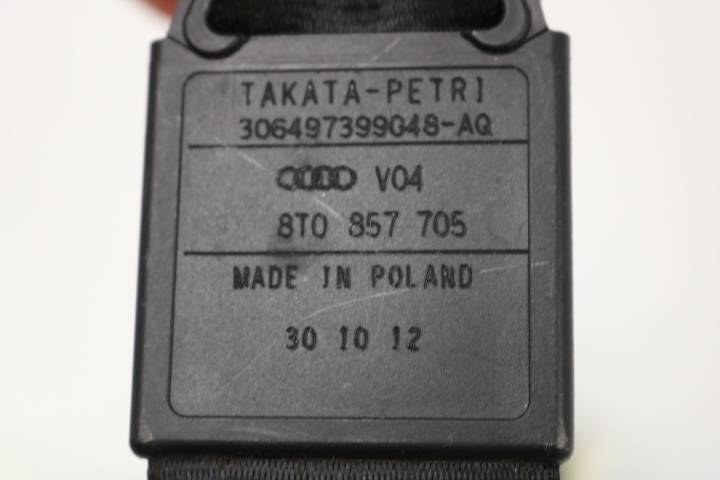 TAKATA-PETRI
306497399048-AQ
V04
8T0 857 705
MADE IN POLAND
30 10 12